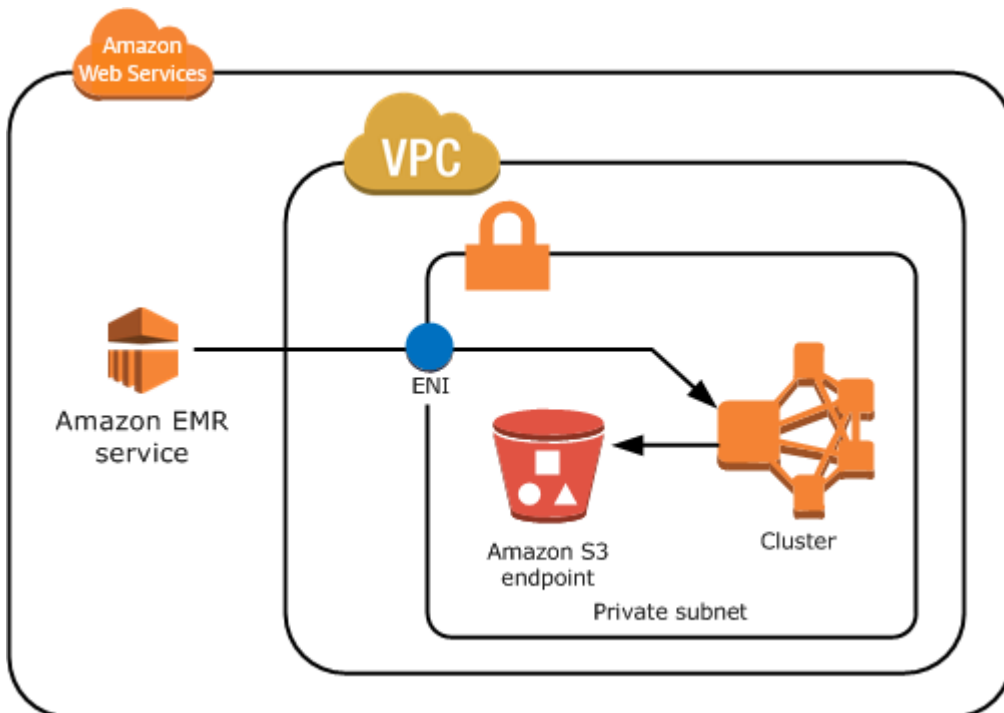 Amazon
Web Services
VPC
ENI
Amazon EMR
service
Amazon S3
endpoint
Cluster
Private subnet